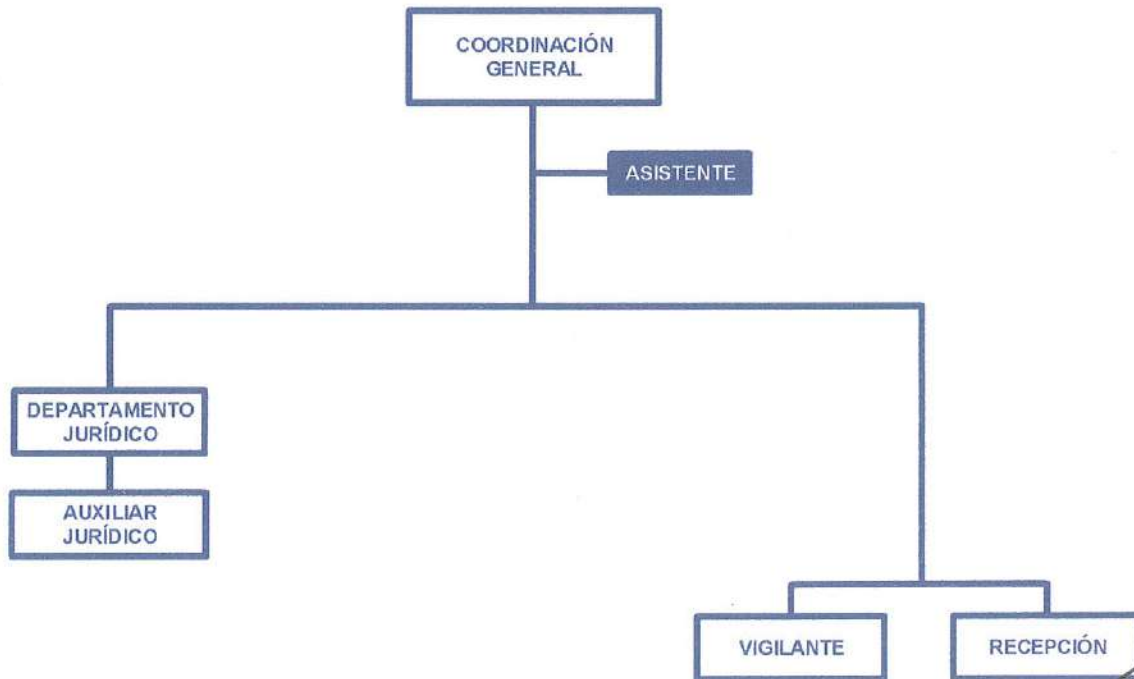 COORDINACIÓN
GENERAL
ASISTENTE
DEPARTAMENTO
JURÍDICO
AUXILIAR
JURÍDICO
VIGILANTE
RECEPCIÓN